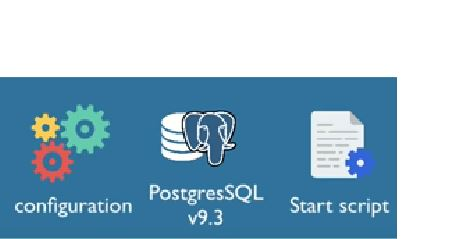 configuration
PostgresSQL
v9.3
Start script